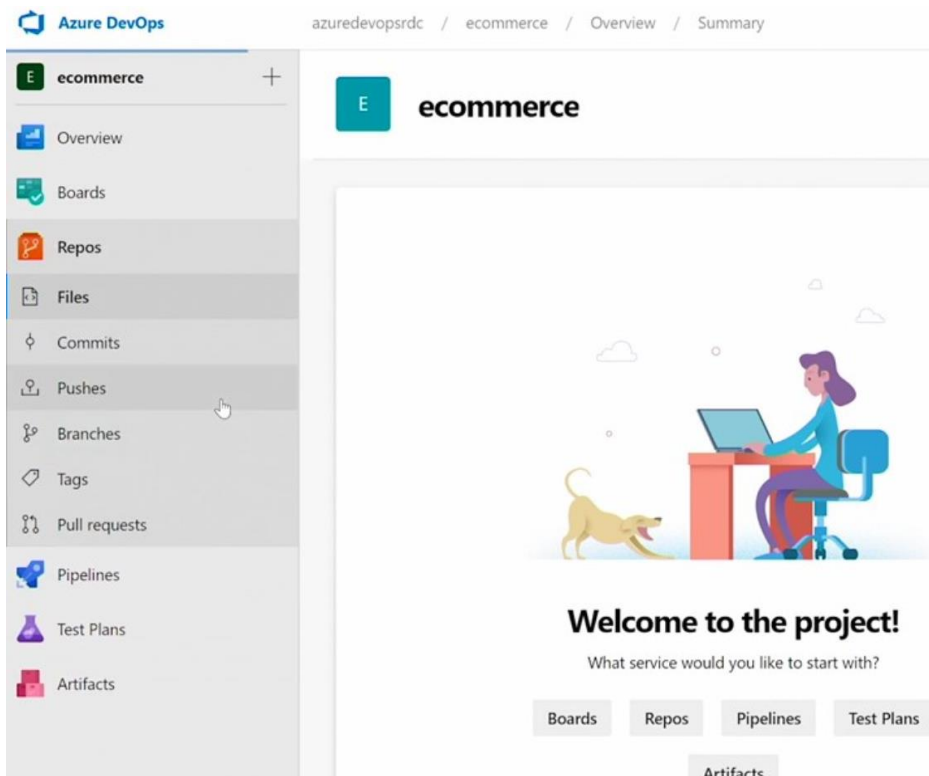 Azure DevOps
azuredevopsrdc / ecommerce / Overview / Summary
E ecommerce +
Overview
Boards
Repos
Files
Commits
Pushes
Branches
Tags
Pull requests
Pipelines
Test Plans
Artifacts
E ecommerce
Welcome to the project!
What service would you like to start with?
Boards Repos Pipelines Test Plans
Artifacts